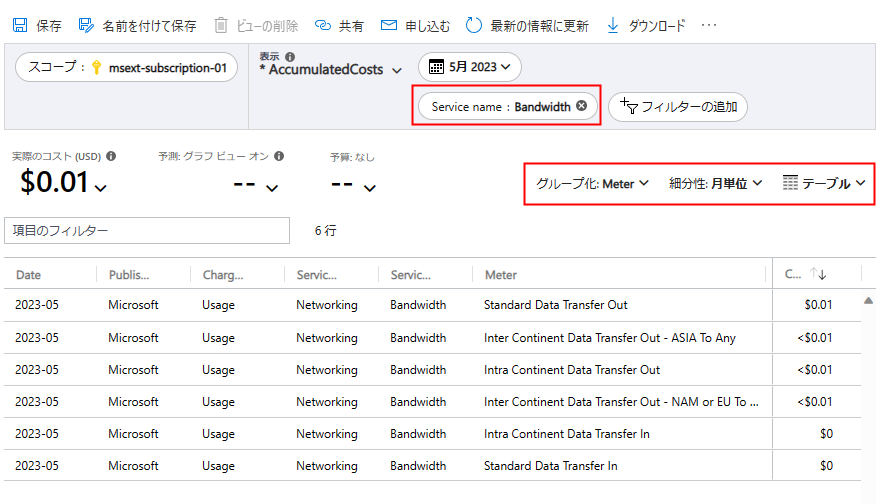 保存 名前を付けて保存 ビューの削除 共有 申し込む 最新の情報に更新 ダウンロード ···
スコープ : msext-subscription-01
表示
* AccumulatedCosts
5月 2023
Service name : Bandwidth
フィルターの追加
実際のコスト (USD) 予測: グラフ ビュー オン 予算: なし
$0.01 -- --
グループ化: Meter 細分性: 月単位 テーブル
項目のフィルター 6 行
Date Publis... Charg... Servic... Servic... Meter C...
2023-05 Microsoft Usage Networking Bandwidth Standard Data Transfer Out $0.01
2023-05 Microsoft Usage Networking Bandwidth Inter Continent Data Transfer Out - ASIA To Any <$0.01
2023-05 Microsoft Usage Networking Bandwidth Intra Continent Data Transfer Out <$0.01
2023-05 Microsoft Usage Networking Bandwidth Inter Continent Data Transfer Out - NAM or EU To ... <$0.01
2023-05 Microsoft Usage Networking Bandwidth Intra Continent Data Transfer In $0
2023-05 Microsoft Usage Networking Bandwidth Standard Data Transfer In $0